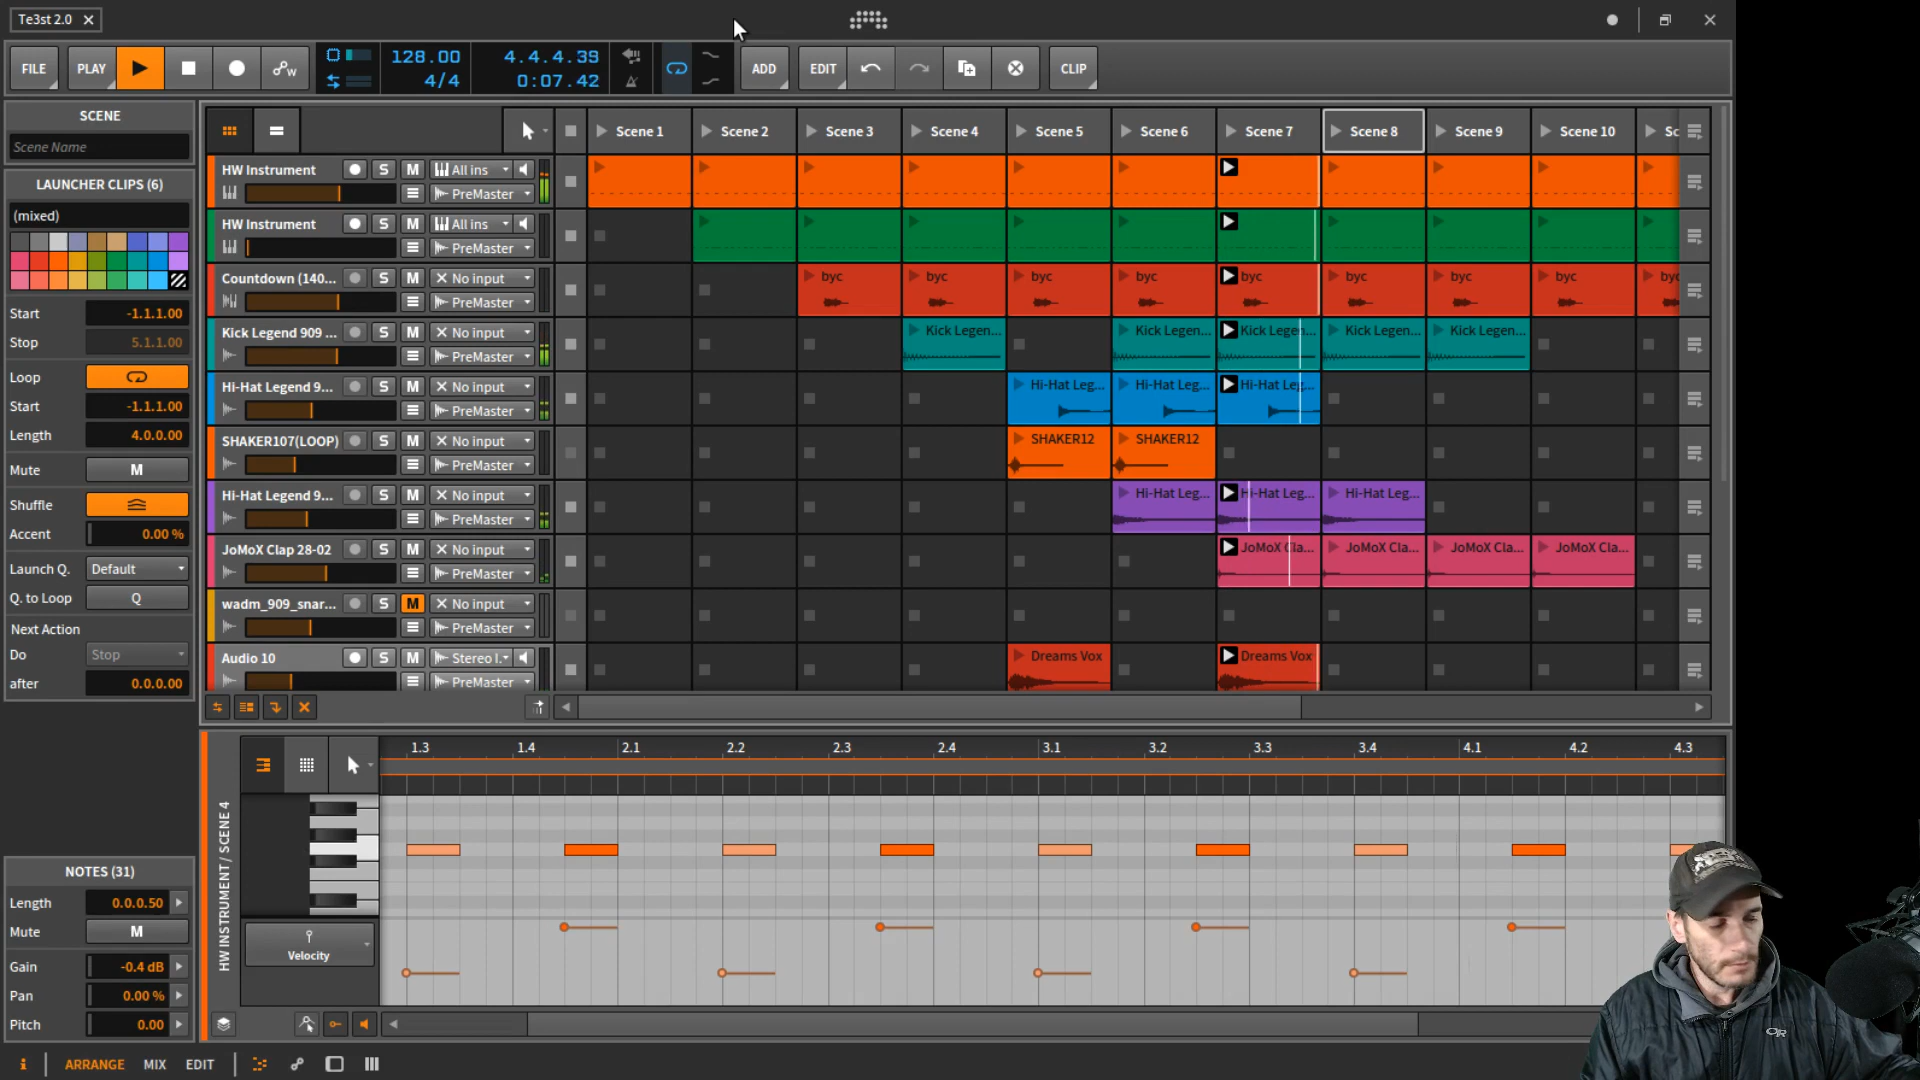 Te3st 2.0
FILE PLAY 128.00 4/4 4.4.4.39 0:07.42 ADD EDIT CLIP
SCENE
Scene Name
LAUNCHER CLIPS (6)
(mixed)
Start -1.1.1.00
Stop 5.1.1.00
Loop
Start -1.1.1.00
Length 4.0.0.00
Mute M
Shuffle
Accent 0.00 %
Launch Q. Default
Q. to Loop Q
Next Action
Do Stop
after 0.0.0.00
Scene 1 Scene 2 Scene 3 Scene 4 Scene 5 Scene 6 Scene 7 Scene 8 Scene 9 Scene 10 Sc
HW Instrument S M All ins
PreMaster
HW Instrument S M All ins
PreMaster
Countdown (140... S M No input byc byc byc byc byc byc byc byc byc
PreMaster
Kick Legend 909 ... S M No input Kick Legen... Kick Legen... Kick Legen... Kick Legen... Kick Legen...
PreMaster
Hi-Hat Legend 9... S M No input Hi-Hat Leg... Hi-Hat Leg... Hi-Hat Leg...
PreMaster
SHAKER107(LOOP) S M No input SHAKER12 SHAKER12
PreMaster
Hi-Hat Legend 9... S M No input Hi-Hat Leg... Hi-Hat Leg... Hi-Hat Leg...
PreMaster
JoMoX Clap 28-02 S M No input JoMoX Cla... JoMoX Cla... JoMoX Cla... JoMoX Cla...
PreMaster
wadm_909_snar... S M No input
PreMaster
Audio 10 S M Stereo I. Dreams Vox Dreams Vox
PreMaster
1.3 1.4 2.1 2.2 2.3 2.4 3.1 3.2 3.3 3.4 4.1 4.2 4.3
HW INSTRUMENT / SCENE 4
Velocity
NOTES (31)
Length 0.0.0.50
Mute M
Gain -0.4 dB
Pan 0.00 %
Pitch 0.00
i ARRANGE MIX EDIT
OR